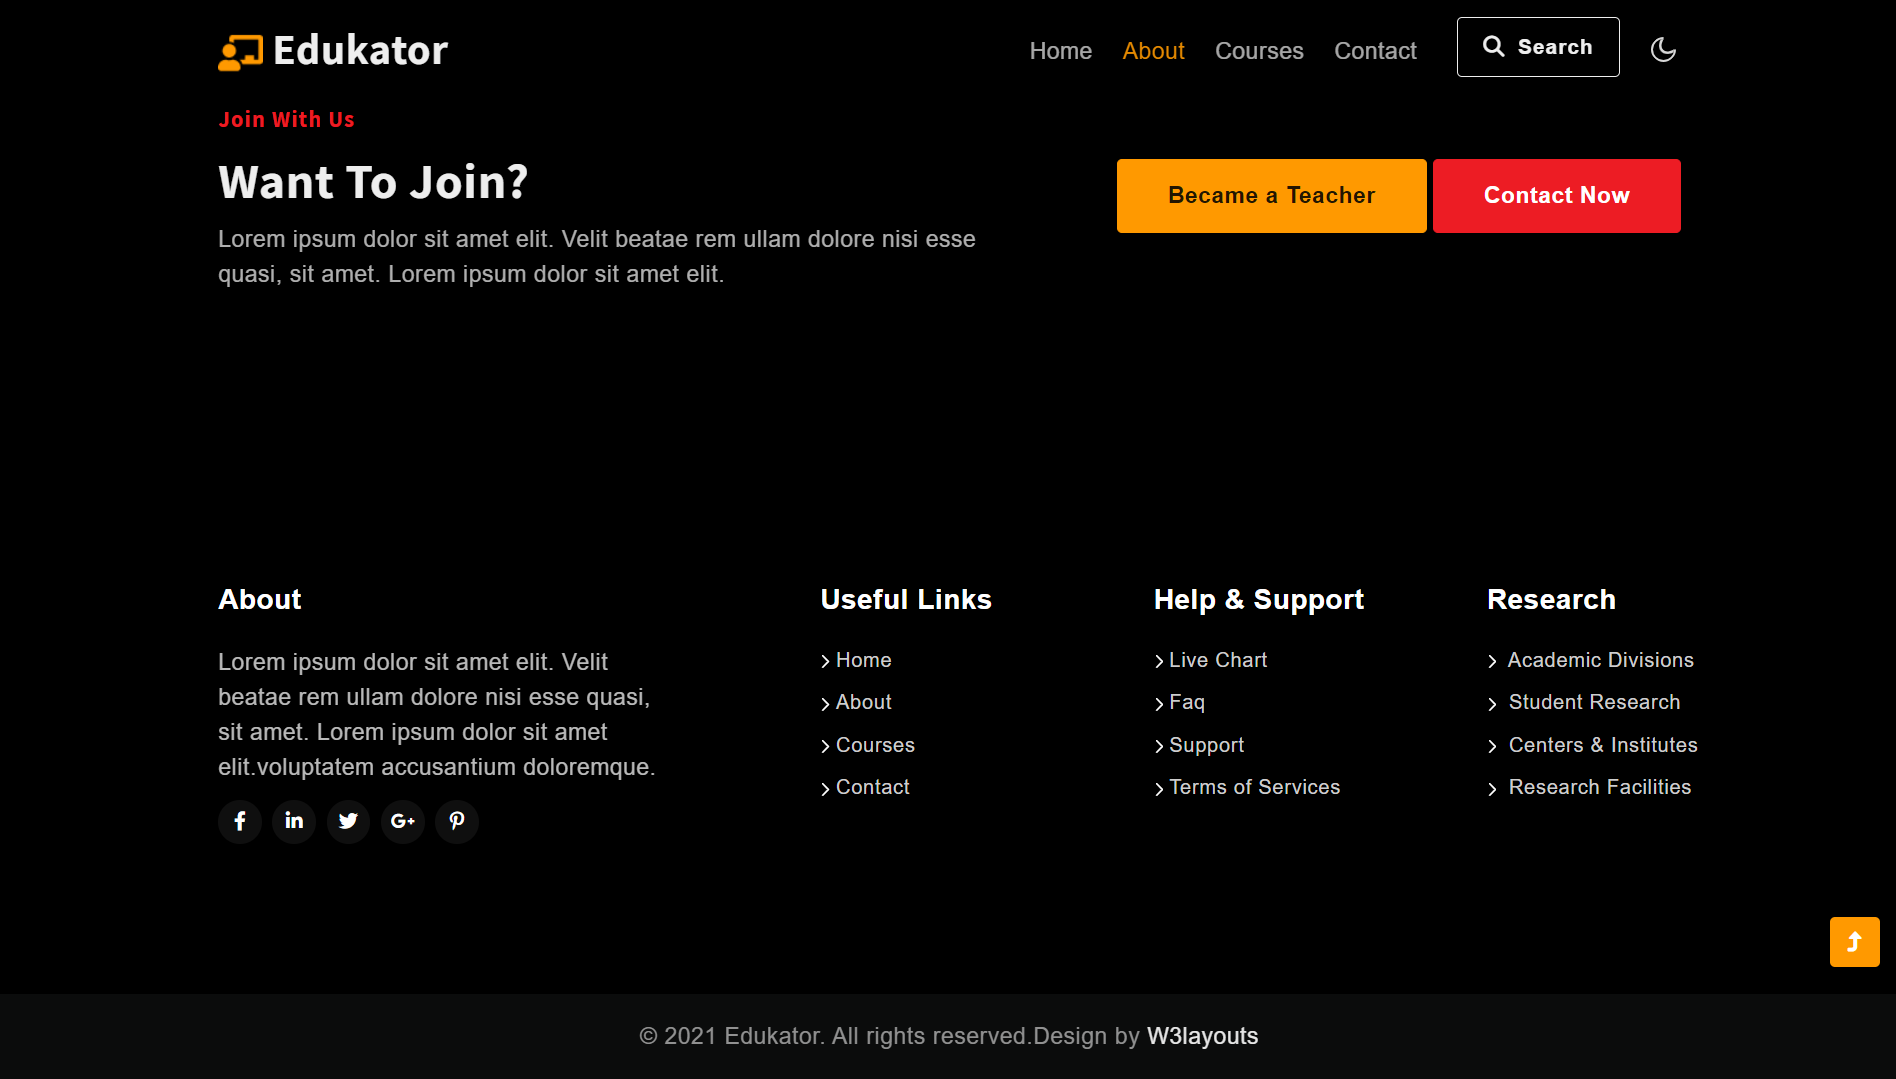 Edukator
Home About Courses Contact Search
Join With Us
Want To Join?
Lorem ipsum dolor sit amet elit. Velit beatae rem ullam dolore nisi esse
quasi, sit amet. Lorem ipsum dolor sit amet elit.
Became a Teacher Contact Now
About
Lorem ipsum dolor sit amet elit. Velit
beatae rem ullam dolore nisi esse quasi,
sit amet. Lorem ipsum dolor sit amet
elit.voluptatem accusantium doloremque.
Useful Links
Home
About
Courses
Contact
Help & Support
Live Chart
Faq
Support
Terms of Services
Research
Academic Divisions
Student Research
Centers & Institutes
Research Facilities
© 2021 Edukator. All rights reserved.Design by W3layouts